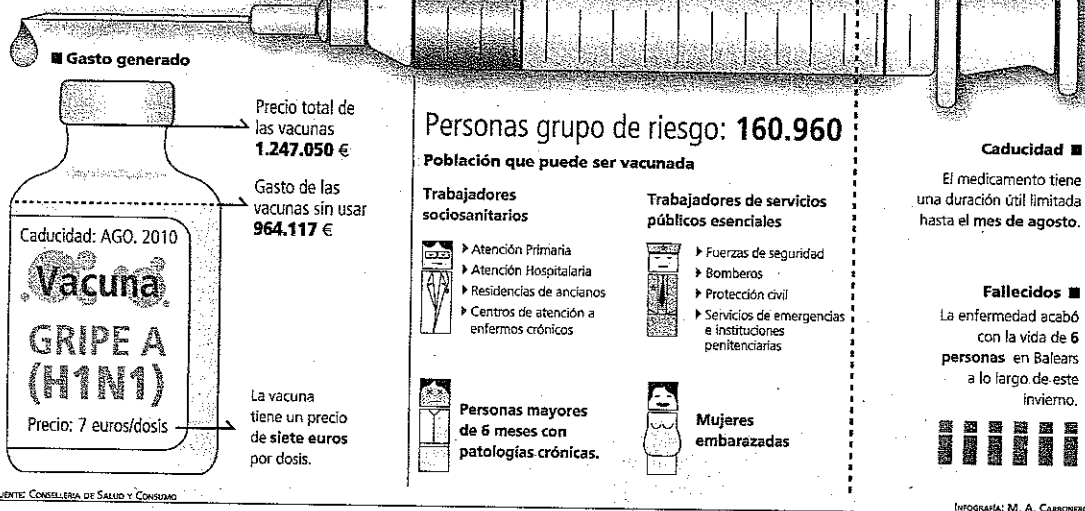 ■ Gasto generado
Precio total de
las vacunas
1.247.050 €
Gasto de las
vacunas sin usar
964.117 €
Caducidad: AGO. 2010
Vacuna
GRIPE A
(H1N1)
Precio: 7 euros/dosis
La vacuna
tiene un precio
de siete euros
por dosis.
Personas grupo de riesgo: 160.960
Población que puede ser vacunada
Trabajadores
sociosanitarios
Atención Primaria
Atención Hospitalaria
Residencias de ancianos
Centros de atención a
enfermos crónicos
Trabajadores de servicios
públicos esenciales
Fuerzas de seguridad
Bomberos
Protección civil
Servicios de emergencias
e instituciones
penitenciarias
Personas mayores
de 6 meses con
patologías crónicas.
Mujeres
embarazadas
Caducidad ■
El medicamento tiene
una duración útil limitada
hasta el mes de agosto.
Fallecidos ■
La enfermedad acabó
con la vida de 6
personas en Balears
a lo largo de este
invierno.
UENTE: CONSELLERIA DE SALUD Y CONSUMO
INFOGRAFÍA: M. A. CARBONER